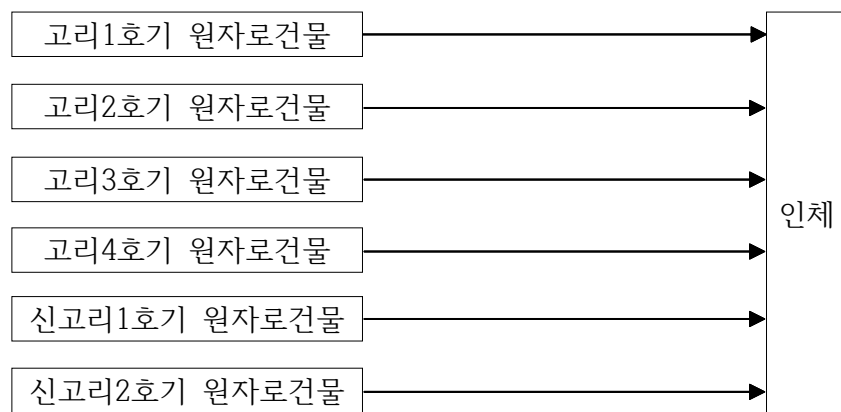 고리1호기 원자로건물
고리2호기 원자로건물
고리3호기 원자로건물
고리4호기 원자로건물
인체
신고리1호기 원자로건물
신고리2호기 원자로건물